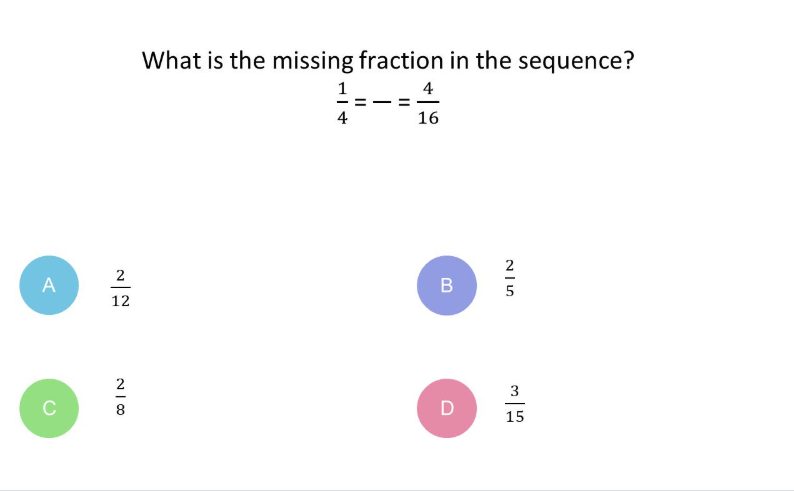 What is the missing fraction in the sequence?
1/4 = — = 4/16
A 2/12
B 2/5
C 2/8
D 3/15